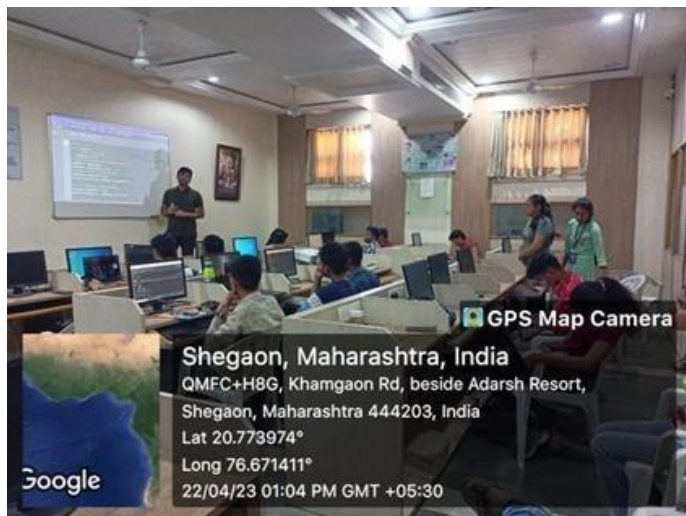 GPS Map Camera
Shegaon, Maharashtra, India
QMFC+H8G, Khamgaon Rd, beside Adarsh Resort,
Shegaon, Maharashtra 444203, India
Lat 20.773974°
Long 76.671411°
22/04/23 01:04 PM GMT +05:30
Google